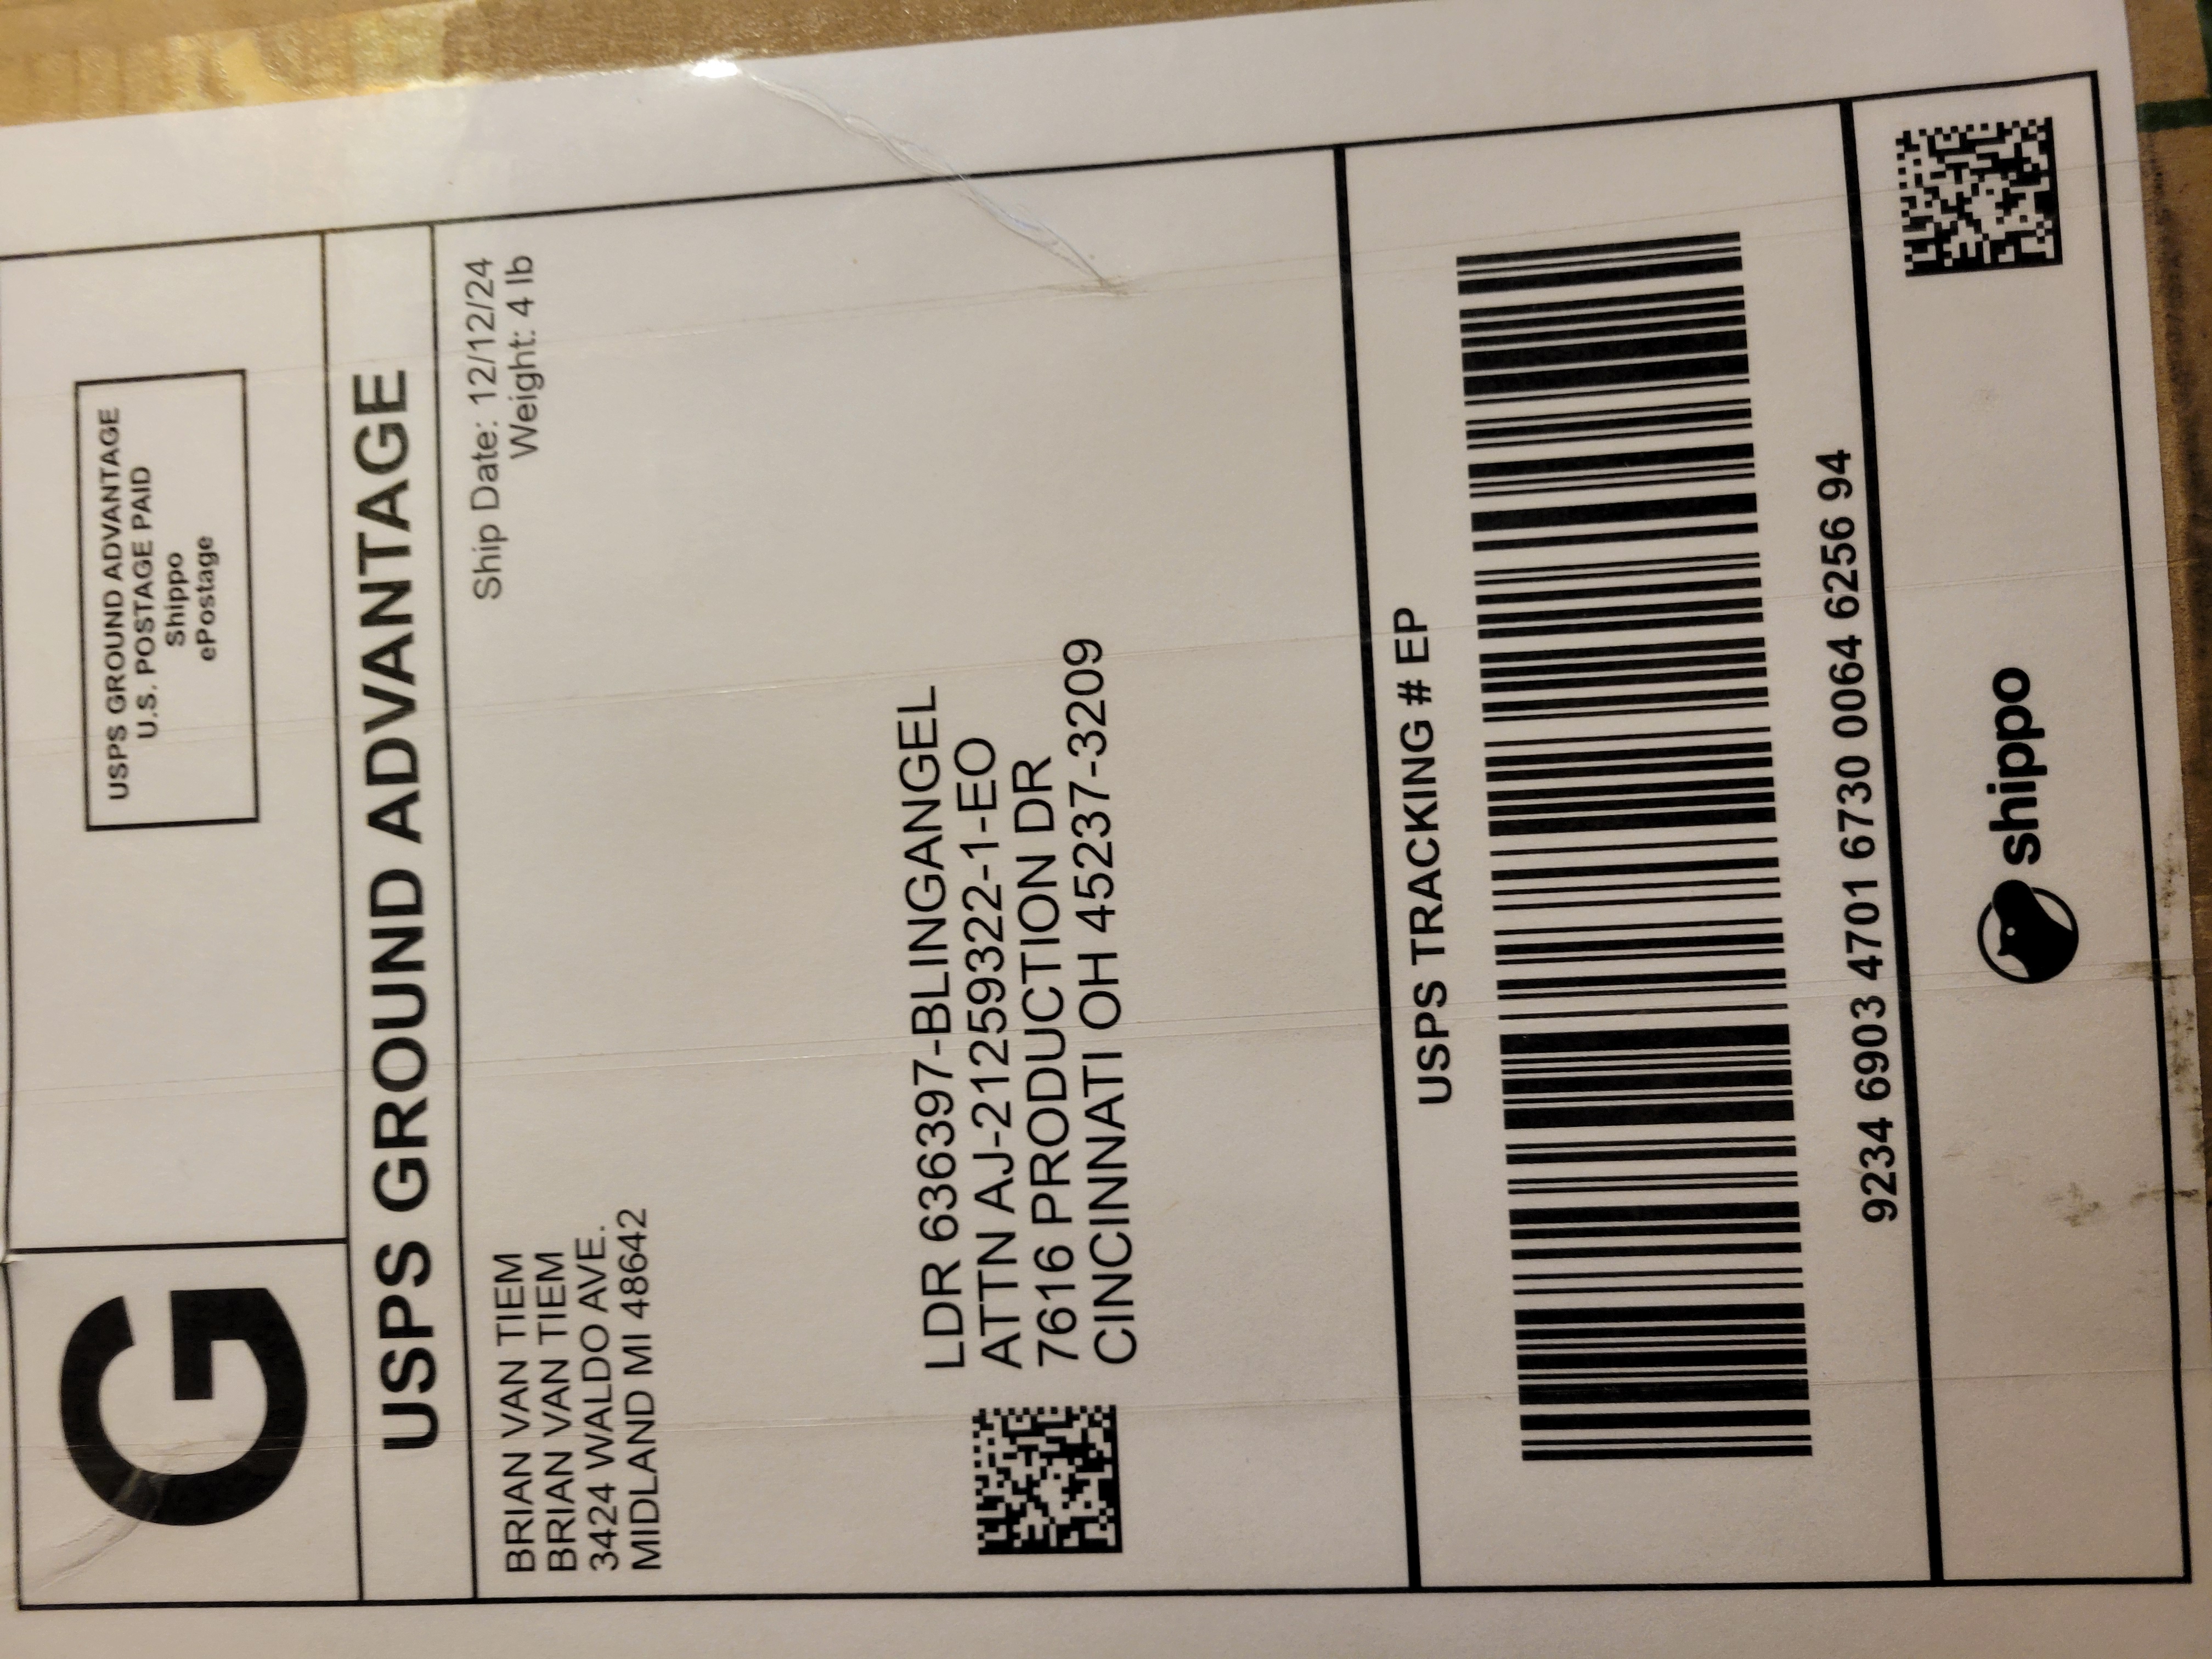 G
USPS GROUND ADVANTAGE
U.S. POSTAGE PAID
Shippo
ePostage
USPS GROUND ADVANTAGE
BRIAN VAN TIEM
BRIAN VAN TIEM
3424 WALDO AVE.
MIDLAND MI 48642
Ship Date: 12/12/24
Weight: 4 lb
LDR 636397-BLINGANGEL
ATTN AJ-21259322-1-EO
7616 PRODUCTION DR
CINCINNATI OH 45237-3209
USPS TRACKING # EP
9234 6903 4701 6730 0064 6256 94
shippo